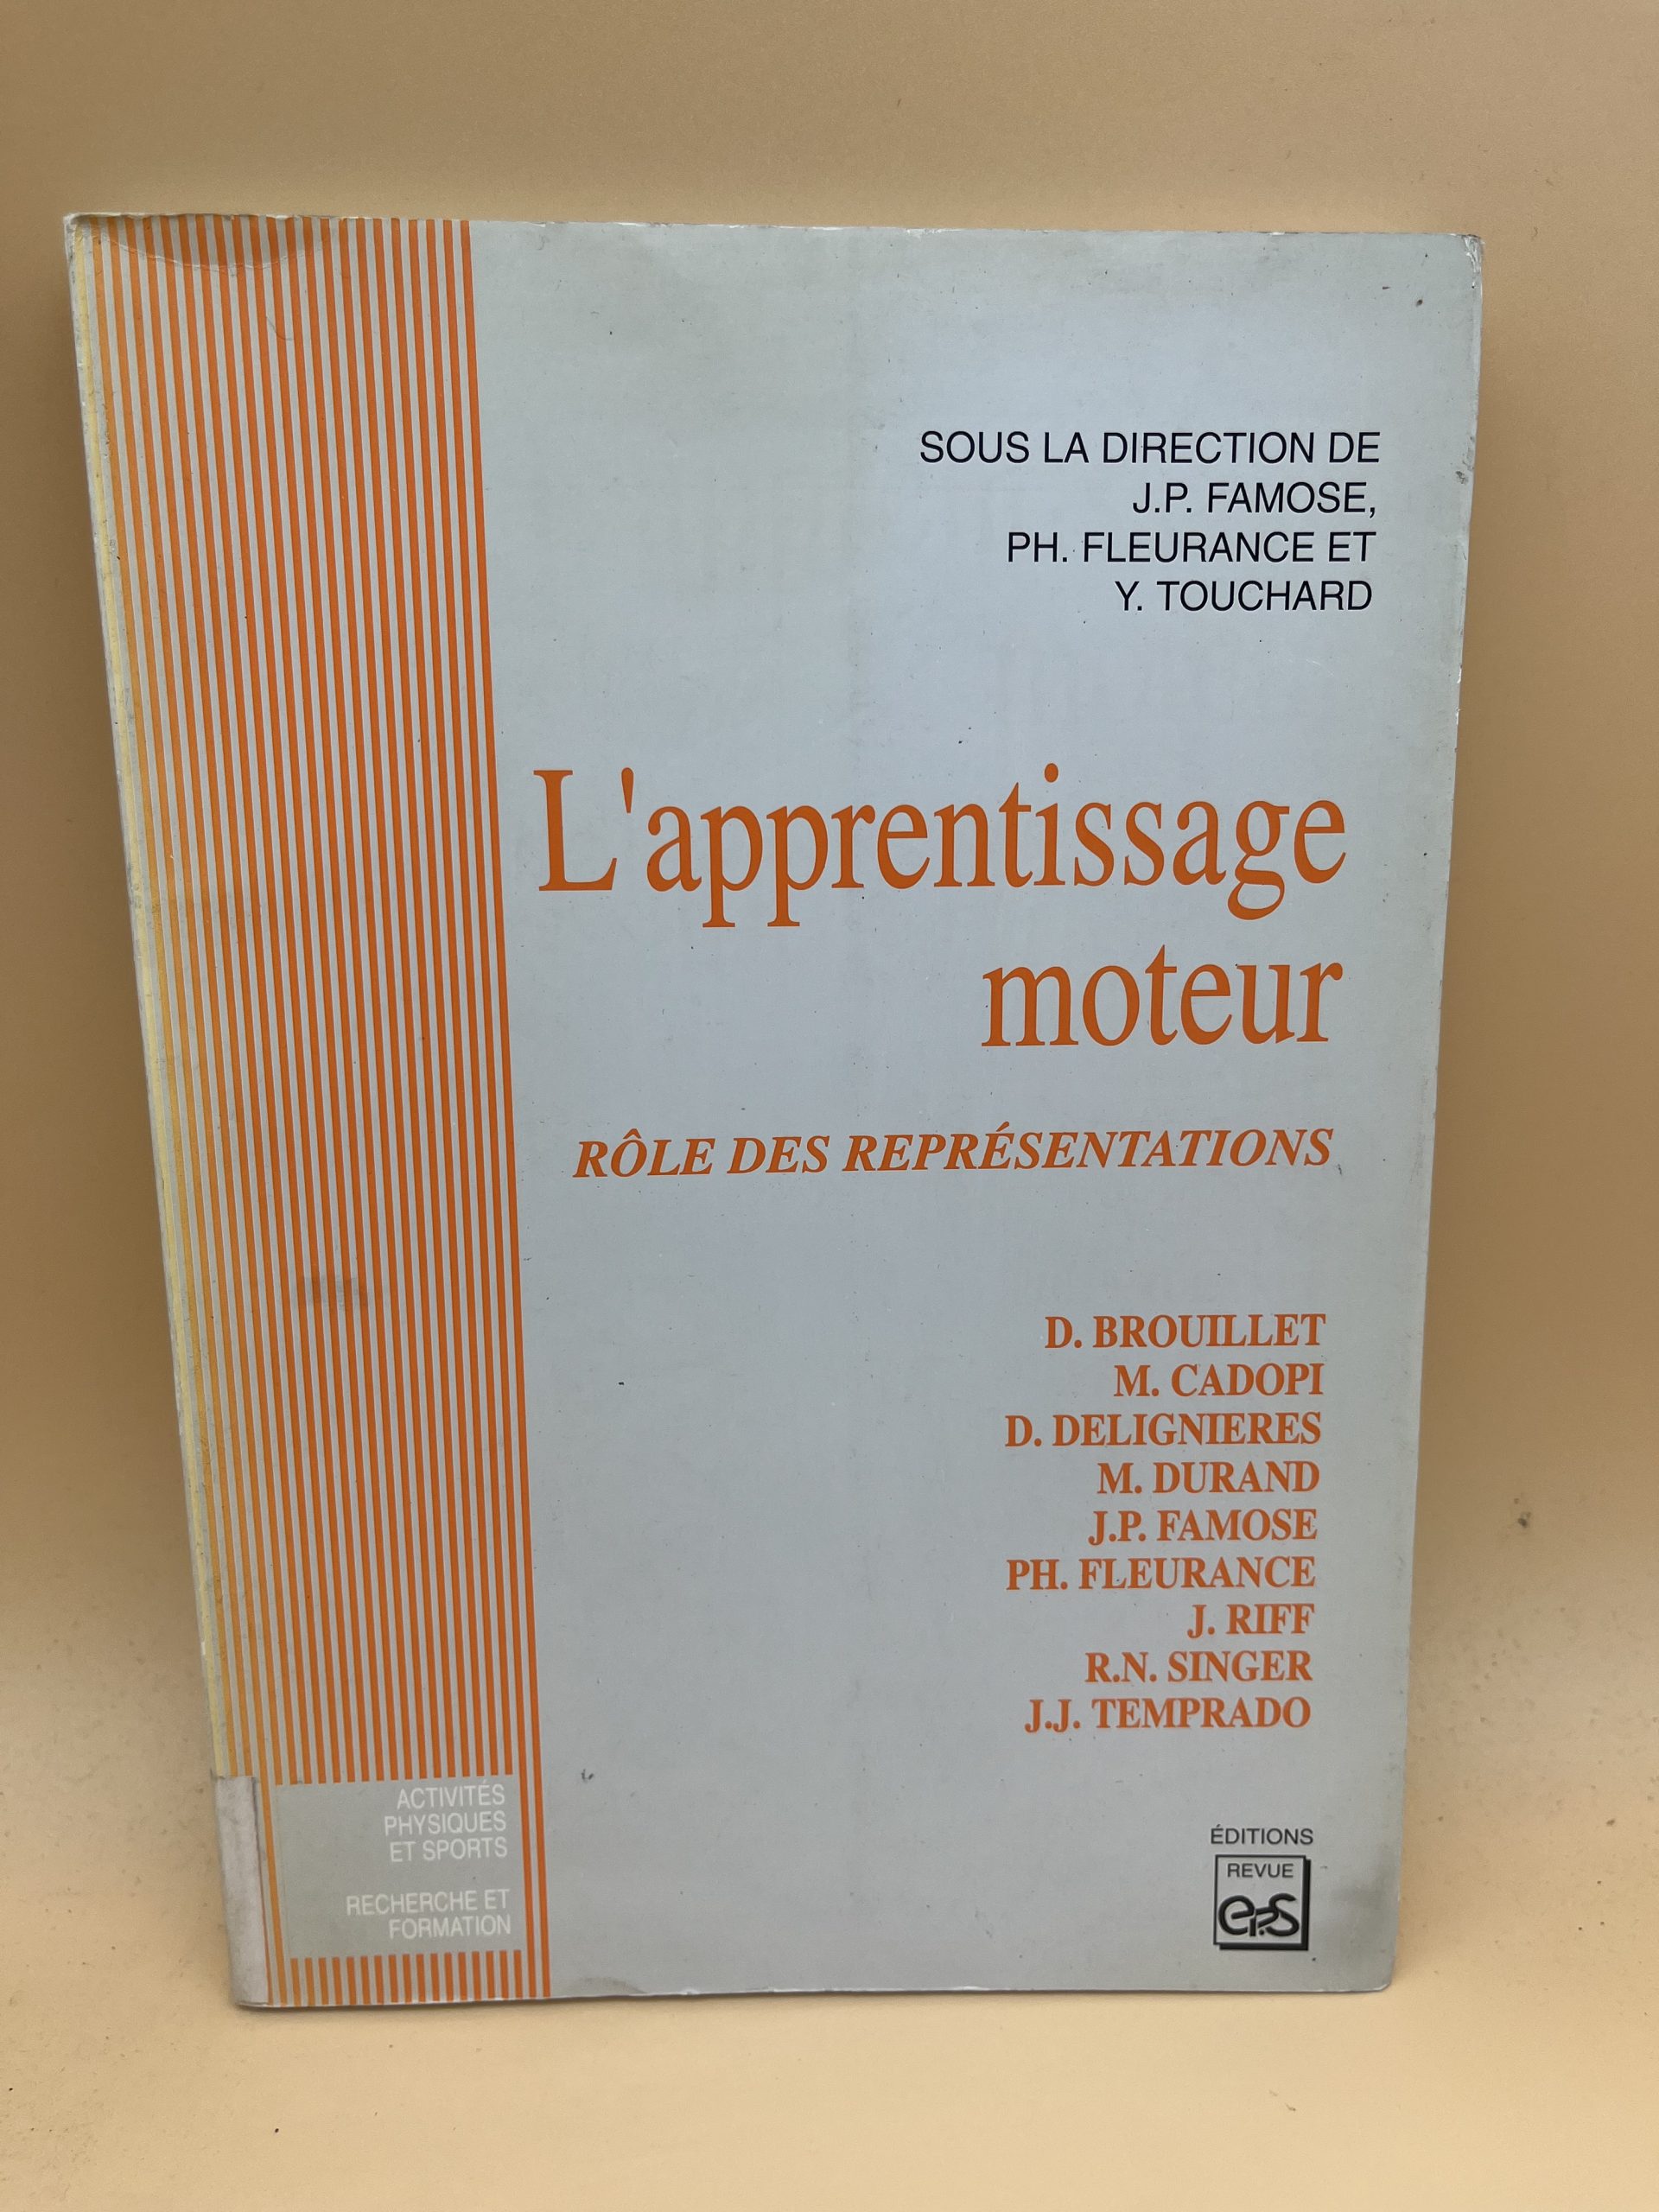 SOUS LA DIRECTION DE
J.P. FAMOSE,
PH. FLEURANCE ET
Y. TOUCHARD
L'apprentissage
moteur
RÔLE DES REPRÉSENTATIONS
D. BROUILLET
M. CADOPI
D. DELIGNIERES
M. DURAND
J.P. FAMOSE
PH. FLEURANCE
J. RIFF
R.N. SINGER
J.J. TEMPRADO
ACTIVITÉS
PHYSIQUES
ET SPORTS
RECHERCHE ET
FORMATION
ÉDITIONS
REVUE
EP.S